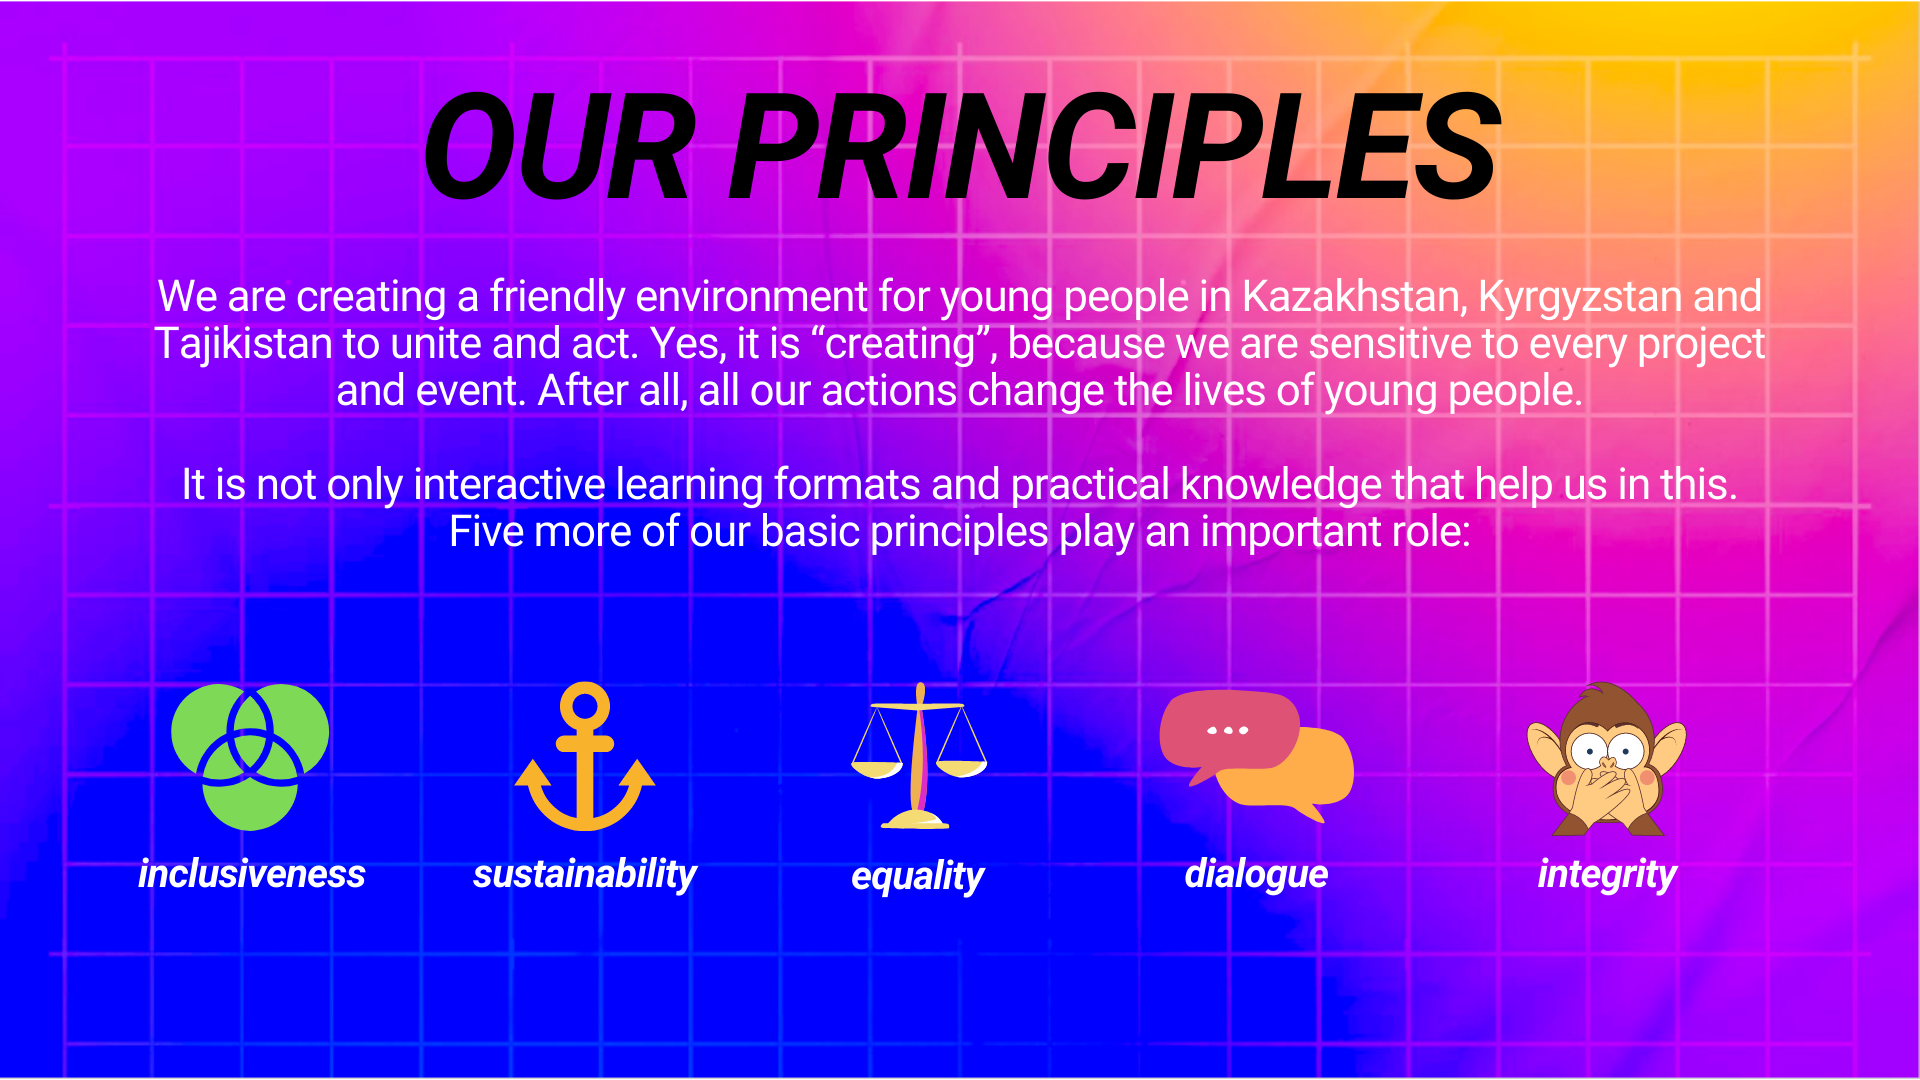 OUR PRINCIPLES
We are creating a friendly environment for young people in Kazakhstan, Kyrgyzstan and
Tajikistan to unite and act. Yes, it is “creating”, because we are sensitive to every project
and event. After all, all our actions change the lives of young people.
It is not only interactive learning formats and practical knowledge that help us in this.
Five more of our basic principles play an important role:
inclusiveness
sustainability
equality
dialogue
integrity